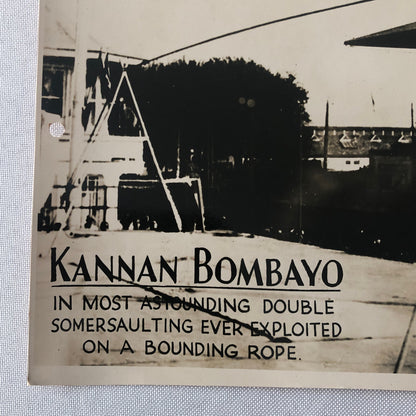 KANNAN BOMBAYO
IN MOST ASTOUNDING DOUBLE
SOMERSAULTING EVER EXPLOITED
ON A BOUNDING ROPE.